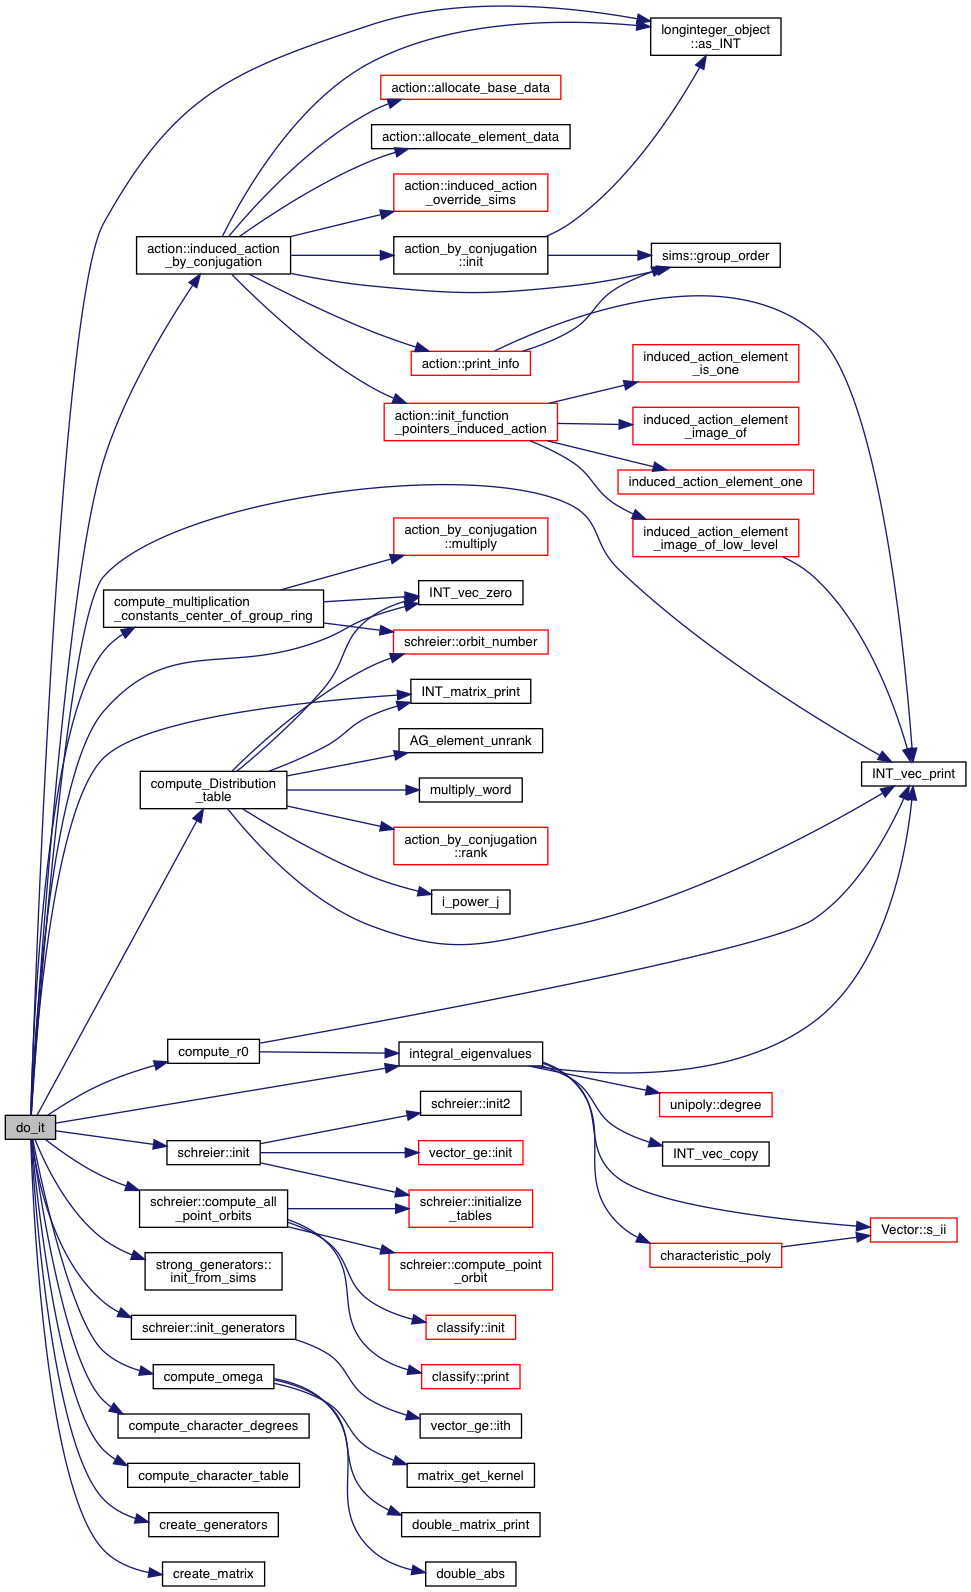 longinteger_object
::as_INT
action::allocate_base_data
action::allocate_element_data
action::induced_action
_override_sims
action::induced_action
_by_conjugation
action_by_conjugation
::init
sims::group_order
action::print_info
induced_action_element
_is_one
action::init_function
_pointers_induced_action
induced_action_element
_image_of
induced_action_element_one
induced_action_element
_image_of_low_level
action_by_conjugation
::multiply
INT_vec_zero
compute_multiplication
_constants_center_of_group_ring
schreier::orbit_number
INT_matrix_print
AG_element_unrank
INT_vec_print
compute_Distribution
_table
multiply_word
action_by_conjugation
::rank
i_power_j
compute_r0
integral_eigenvalues
unipoly::degree
schreier::init2
do_it
schreier::init
vector_ge::init
INT_vec_copy
schreier::compute_all
_point_orbits
schreier::initialize
_tables
Vector::s_ii
characteristic_poly
strong_generators::
init_from_sims
schreier::compute_point
_orbit
schreier::init_generators
classify::init
compute_omega
classify::print
compute_character_degrees
vector_ge::ith
compute_character_table
matrix_get_kernel
create_generators
double_matrix_print
create_matrix
double_abs